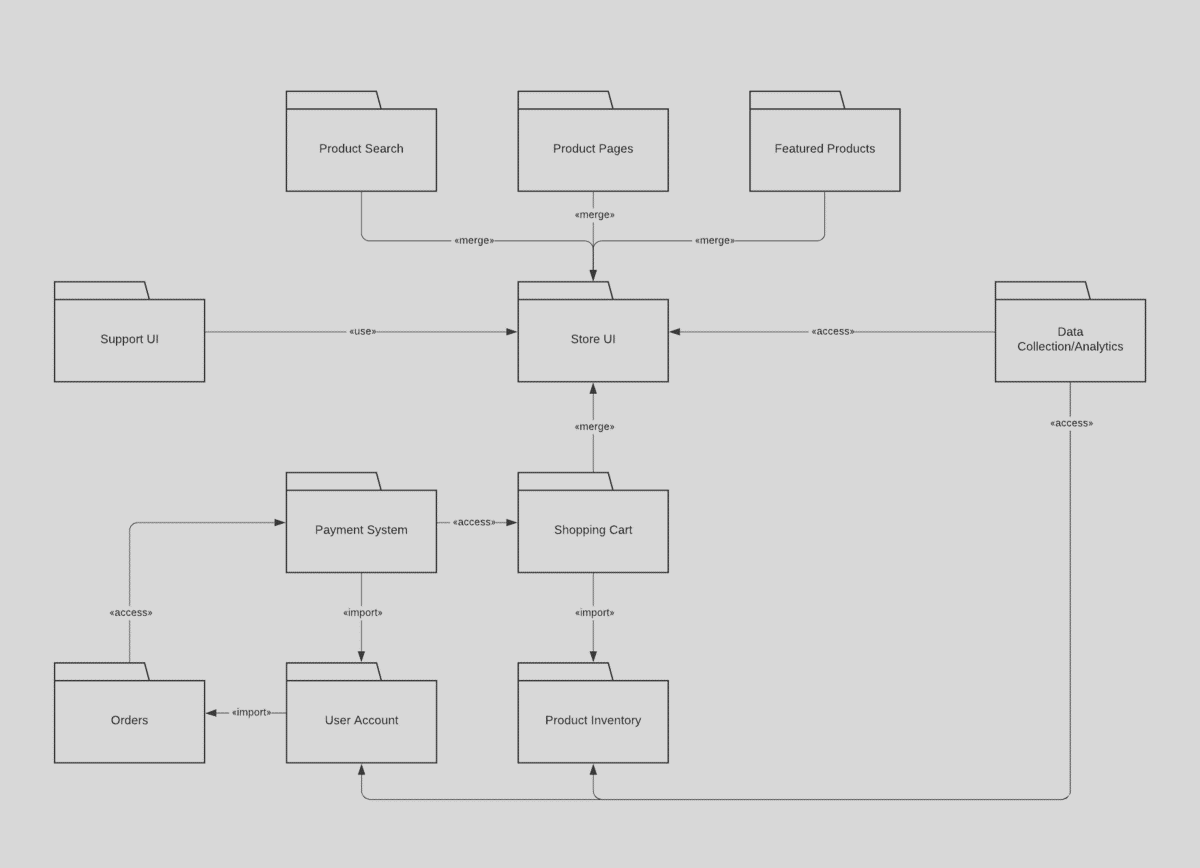 Product Search
Product Pages
Featured Products
«merge»
«merge»
«merge»
Support UI
«use»
Store UI
«access»
Data
Collection/Analytics
«access»
«merge»
Payment System
«access»
Shopping Cart
«access»
«import»
«import»
Orders
«import»
User Account
Product Inventory